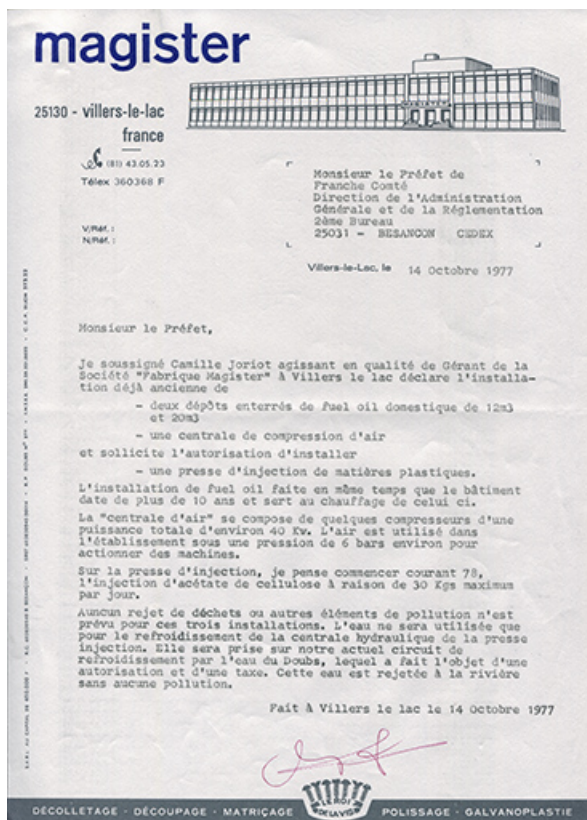 magister
MAGISTER
25130 - villers-le-lac
france
(81) 43.05.23
Télex 360368 F
V/Réf. :
N/Réf. :
Monsieur le Préfet de
Franche Comté
Direction de l'Administration
Générale et de la Réglementation
2ème Bureau
25031 - BESANCON CEDEX
Villers-le-Lac, le 14 Octobre 1977
Monsieur le Préfet,
Je soussigné Camille Joriot agissant en qualité de Gérant de la
Société "Fabrique Magister" à Villers le lac déclare l'installa-
tion déjà ancienne de
- deux dépôts enterrés de fuel oil domestique de 12m3
et 20m3
- une centrale de compression d'air
et sollicite l'autorisation d'installer
- une presse d'injection de matières plastiques.
L'installation de fuel oil faite en même temps que le bâtiment
date de plus de 10 ans et sert au chauffage de celui ci.
La "centrale d'air" se compose de quelques compresseurs d'une
puissance totale d'environ 40 Kw. L'air est utilisé dans
l'établissement sous une pression de 6 bars environ pour
actionner des machines.
Sur la presse d'injection, je pense commencer courant 78,
l'injection d'acétate de cellulose à raison de 30 Kgs maximum
par jour.
Auncun rejet de déchets ou autres éléments de pollution n'est
prévu pour ces trois installations. L'eau ne sera utilisée que
pour le refroidissement de la centrale hydraulique de la presse
injection. Elle sera prise sur notre actuel circuit de
refroidissement par l'eau du Doubs, lequel a fait l'objet d'une
autorisation et d'une taxe. Cette eau est rejetée à la rivière
sans aucune pollution.
Fait à Villers le lac le 14 Octobre 1977
LE ROI
DE LA VIS
DÉCOLLETAGE - DÉCOUPAGE - MATRIÇAGE
POLISSAGE - GALVANOPLASTIE